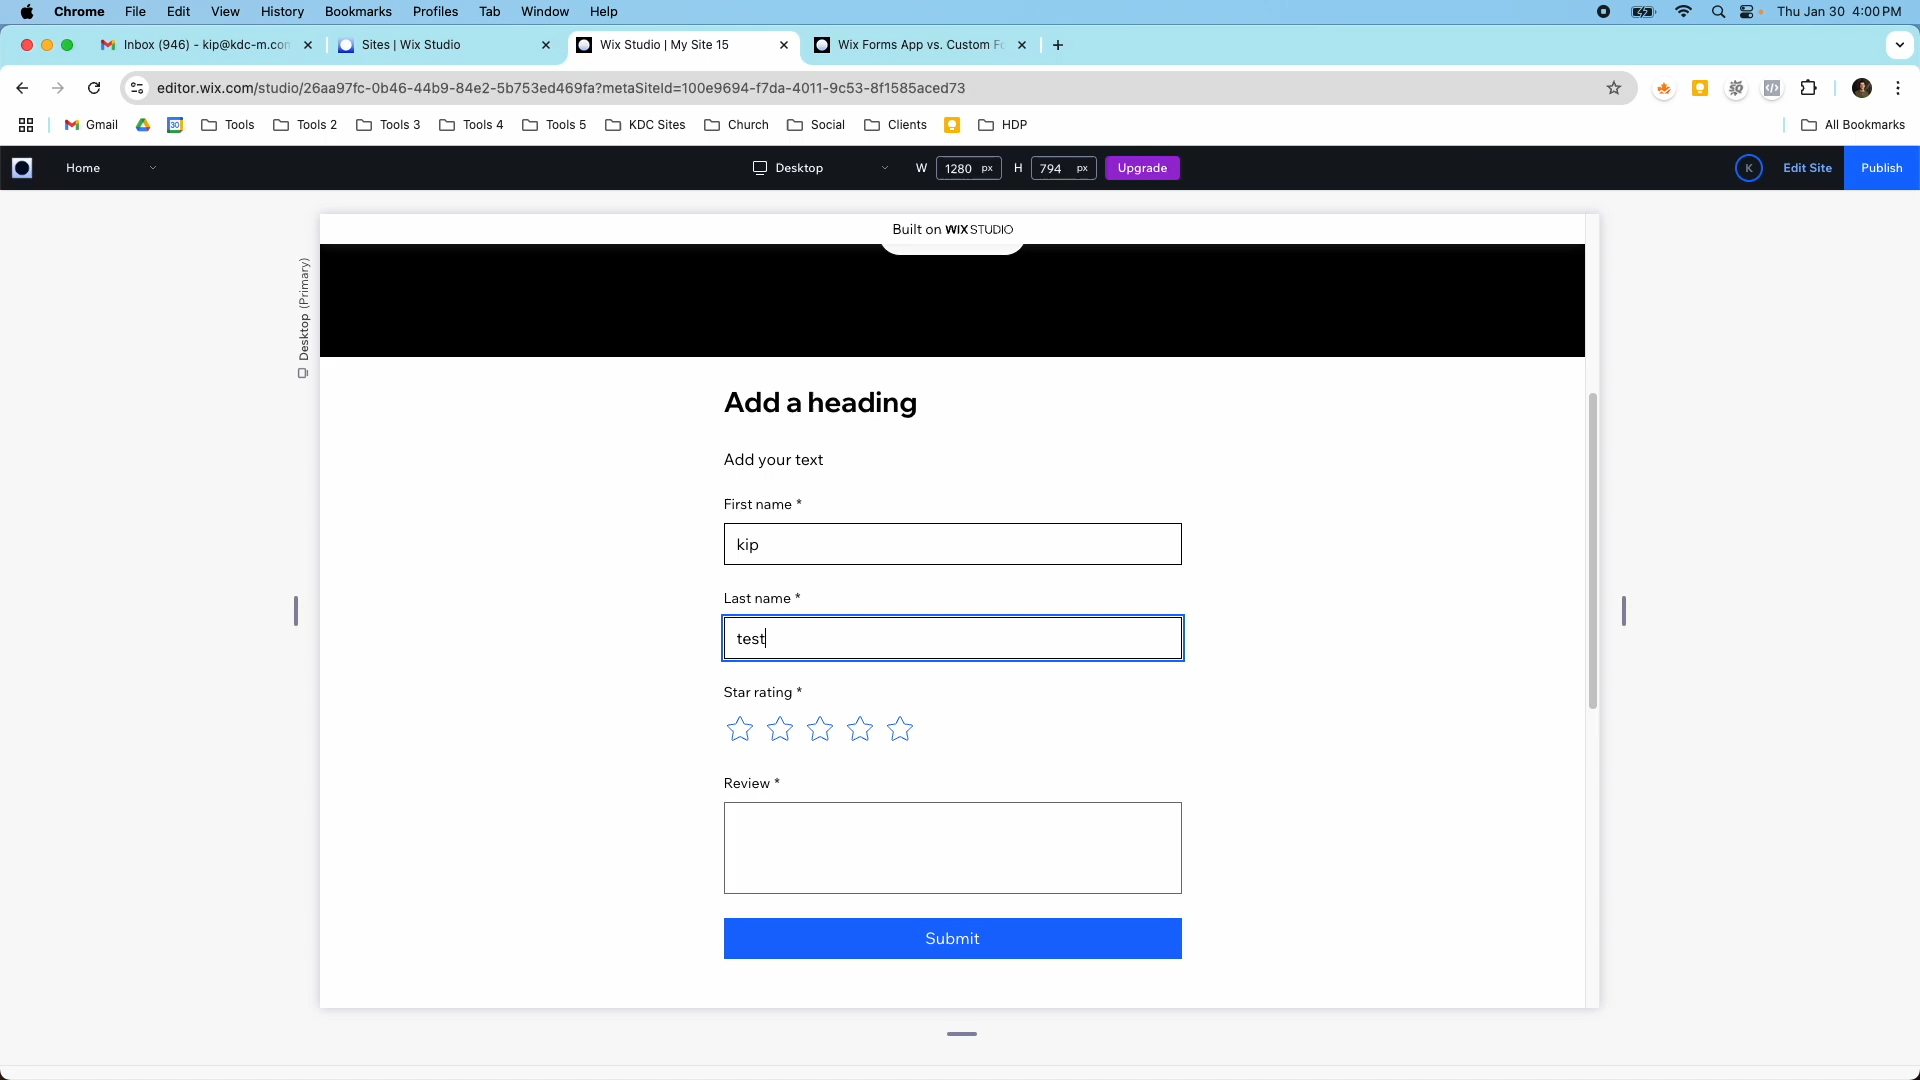 Chrome File Edit View History Bookmarks Profiles Tab Window Help Thu Jan 30 4:00 PM
Inbox (946) - kip@kdc-m.con Sites | Wix Studio Wix Studio | My Site 15 Wix Forms App vs. Custom Fo
editor.wix.com/studio/26aa97fc-0b46-44b9-84e2-5b753ed469fa?metaSiteId=100e9694-f7da-4011-9c53-8f1585aced73
Gmail 30 Tools Tools 2 Tools 3 Tools 4 Tools 5 KDC Sites Church Social Clients HDP All Bookmarks
Home Desktop W 1280 px H 794 px Upgrade K Edit Site Publish
Built on WIX STUDIO
Desktop (Primary)
Add a heading
Add your text
First name *
kip
Last name *
test
Star rating *
Review *
Submit